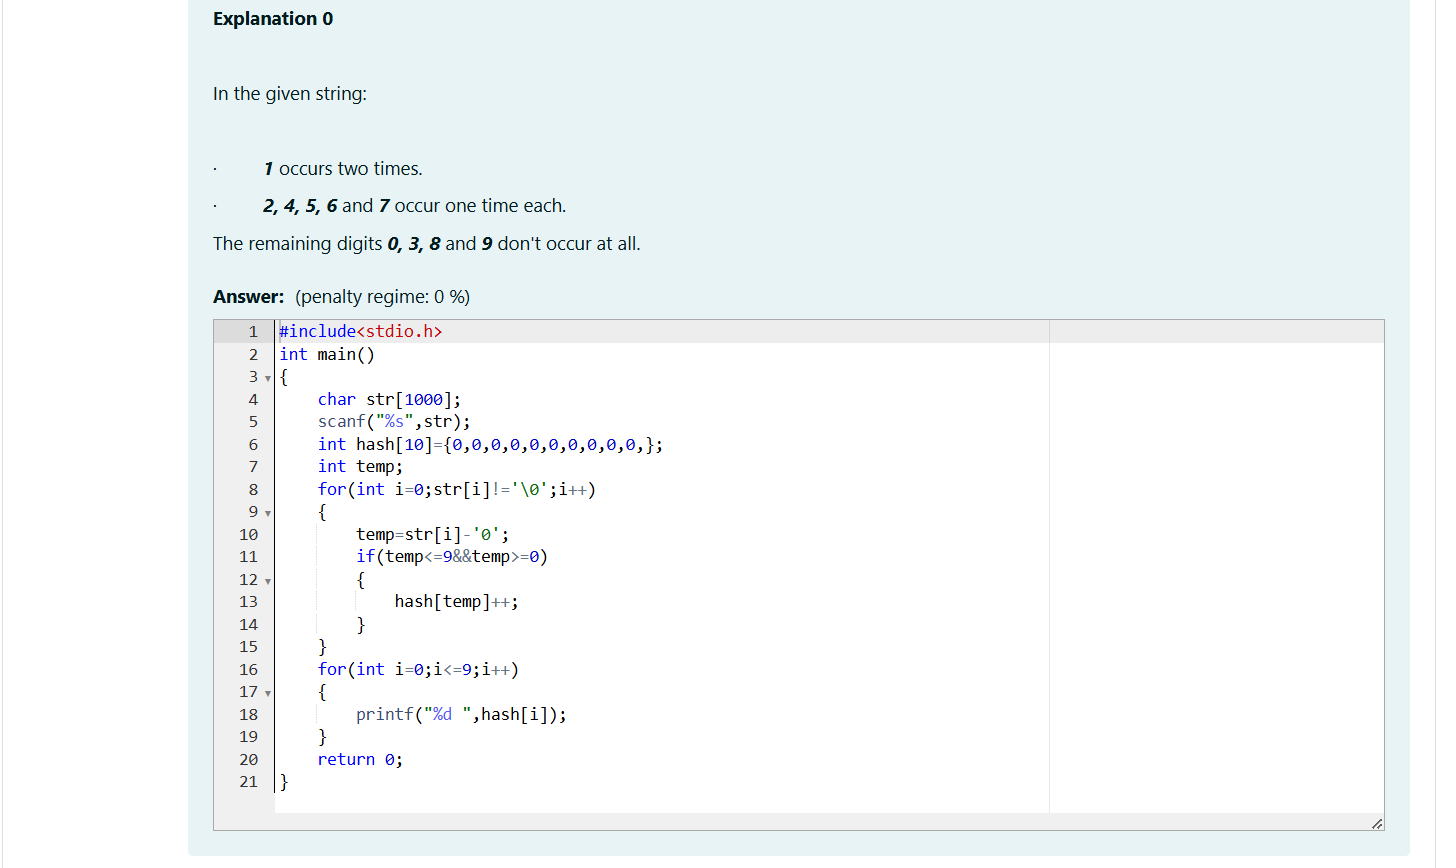 Explanation 0
In the given string:
· 1 occurs two times.
· 2, 4, 5, 6 and 7 occur one time each.
The remaining digits 0, 3, 8 and 9 don't occur at all.
Answer: (penalty regime: 0 %)
1 #include<stdio.h>
2 int main()
3 {
4     char str[1000];
5     scanf("%s",str);
6     int hash[10]={0,0,0,0,0,0,0,0,0,0,};
7     int temp;
8     for(int i=0;str[i]!='\0';i++)
9     {
10         temp=str[i]-'0';
11         if(temp<=9&&temp>=0)
12         {
13             hash[temp]++;
14         }
15     }
16     for(int i=0;i<=9;i++)
17     {
18         printf("%d ",hash[i]);
19     }
20     return 0;
21 }